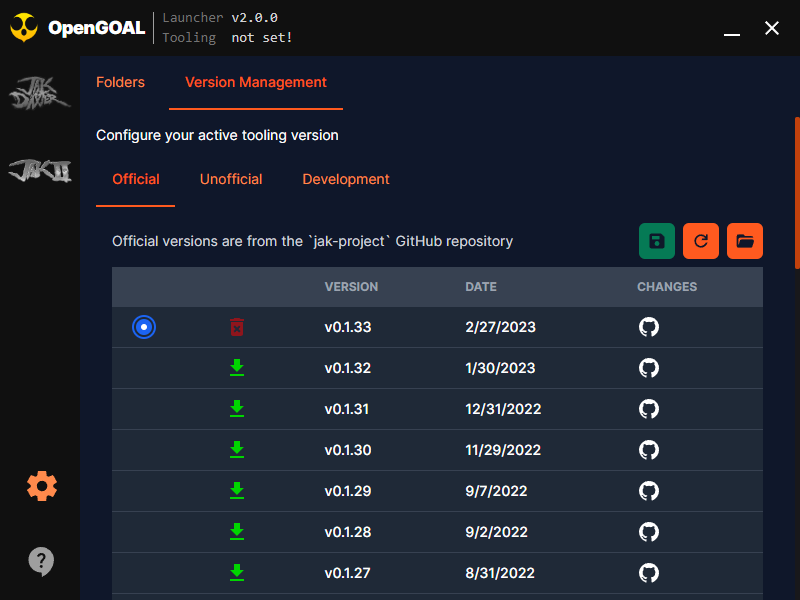 OpenGOAL
Launcher v2.0.0
Tooling not set!
JAK
DAXTER
JAK II
Folders Version Management
Configure your active tooling version
Official Unofficial Development
Official versions are from the `jak-project` GitHub repository
VERSION DATE CHANGES
v0.1.33 2/27/2023
v0.1.32 1/30/2023
v0.1.31 12/31/2022
v0.1.30 11/29/2022
v0.1.29 9/7/2022
v0.1.28 9/2/2022
v0.1.27 8/31/2022
?